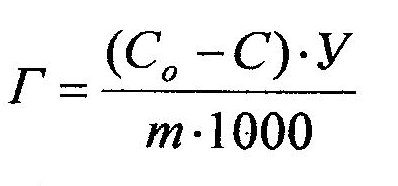 Г = (Cₒ − C)·У
m·1000